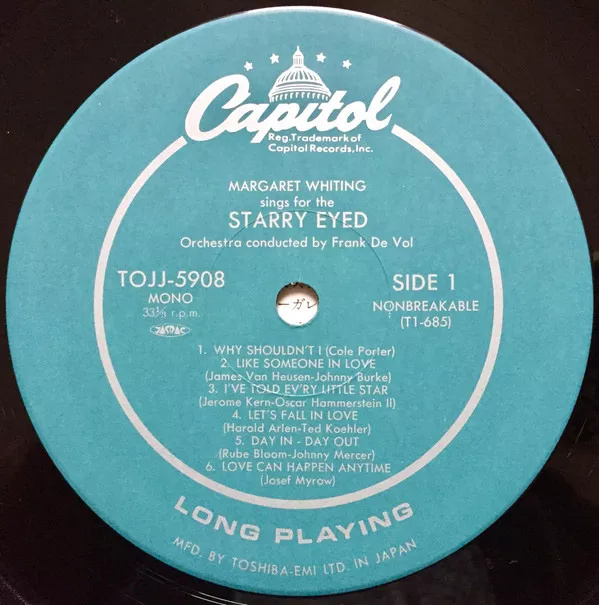 Capitol
Reg.Trademark of
Capitol Records, Inc.
MARGARET WHITING
sings for the
STARRY EYED
Orchestra conducted by Frank De Vol
TOJJ-5908
MONO
33⅓ r.p.m.
JASRAC
SIDE 1
NONBREAKABLE
(T1-685)
ーガレ
1. WHY SHOULDN'T I (Cole Porter)
2. LIKE SOMEONE IN LOVE
(James Van Heusen-Johnny Burke)
3. I'VE TOLD EV'RY LITTLE STAR
(Jerome Kern-Oscar Hammerstein II)
4. LET'S FALL IN LOVE
(Harold Arlen-Ted Koehler)
5. DAY IN - DAY OUT
(Rube Bloom-Johnny Mercer)
6. LOVE CAN HAPPEN ANYTIME
(Josef Myrow)
LONG PLAYING
MFD. BY TOSHIBA-EMI LTD. IN JAPAN